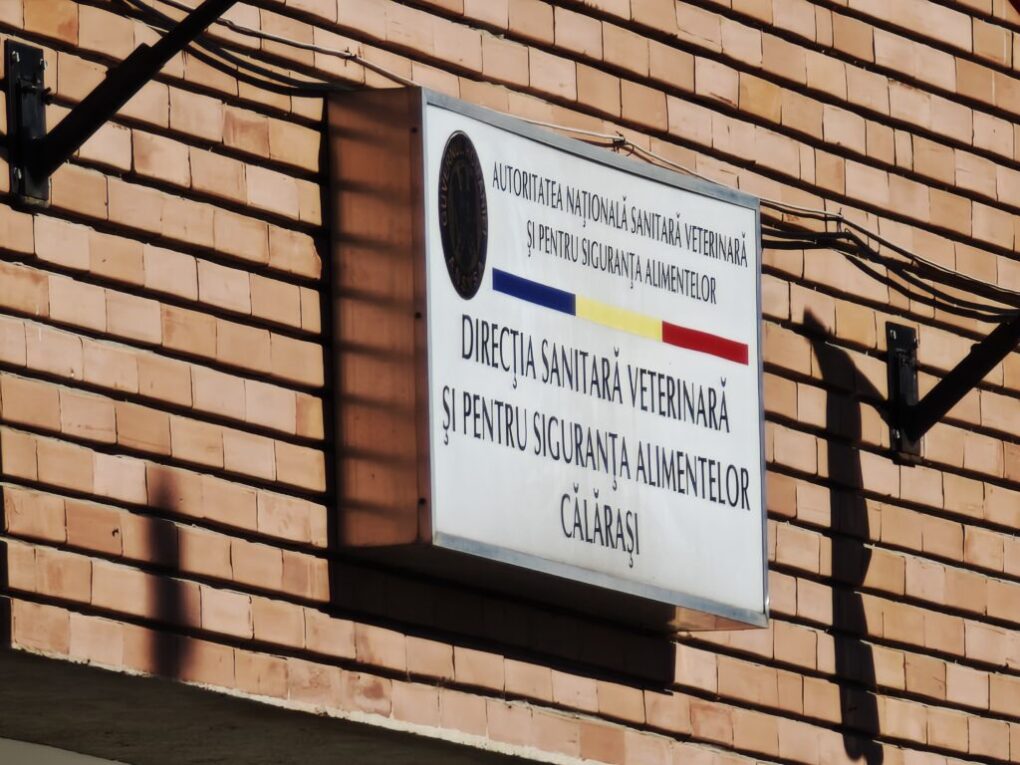 AUTORITATEA NAȚIONALĂ SANITARĂ VETERINARĂ
ȘI PENTRU SIGURANȚA ALIMENTELOR
DIRECȚIA SANITARĂ VETERINARĂ
ȘI PENTRU SIGURANȚA ALIMENTELOR
CĂLĂRAȘI